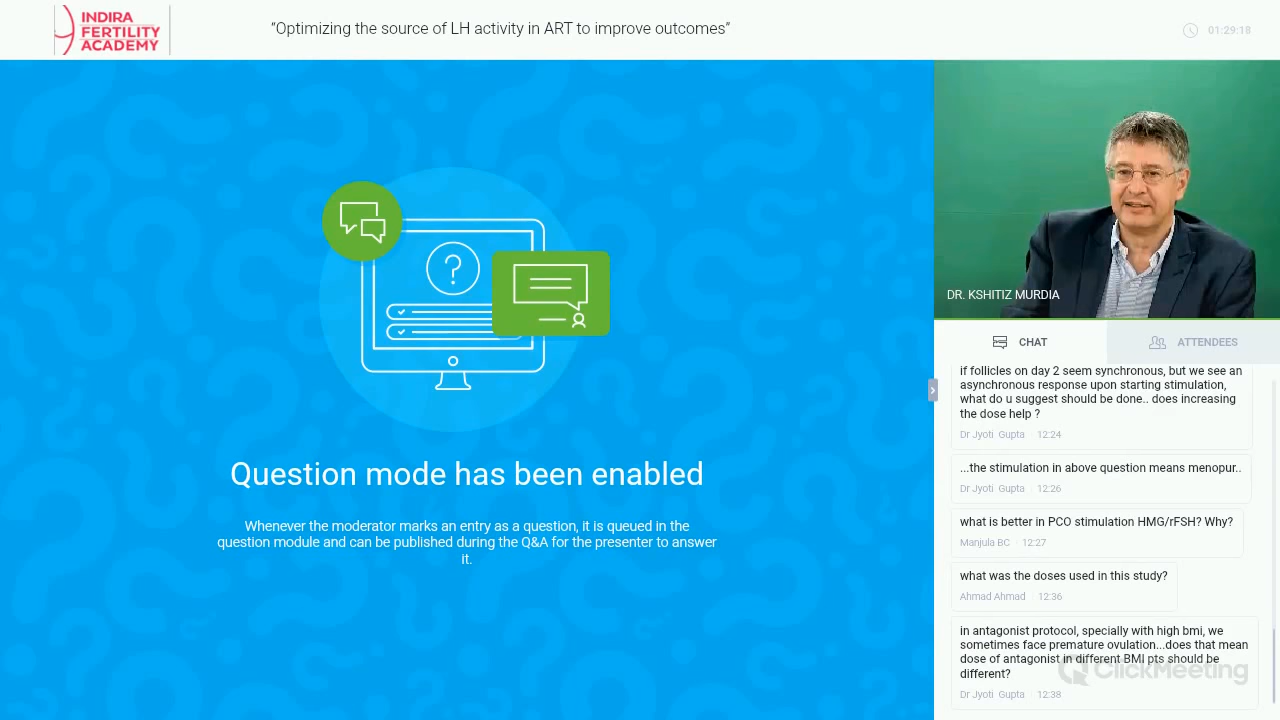 INDIRA
FERTILITY
ACADEMY
“Optimizing the source of LH activity in ART to improve outcomes”
01:29:18
DR. KSHITIZ MURDIA
CHAT
ATTENDEES
Question mode has been enabled
Whenever the moderator marks an entry as a question, it is queued in the
question module and can be published during the Q&A for the presenter to answer
it.
if follicles on day 2 seem synchronous, but we see an
asynchronous response upon starting stimulation,
what do u suggest should be done.. does increasing
the dose help ?
Dr Jyoti Gupta · 12:24
...the stimulation in above question means menopur..
Dr Jyoti Gupta · 12:26
what is better in PCO stimulation HMG/rFSH? Why?
Manjula BC · 12:27
what was the doses used in this study?
Ahmad Ahmad · 12:36
in antagonist protocol, specially with high bmi, we
sometimes face premature ovulation...does that mean
dose of antagonist in different BMI pts should be
different?
Dr Jyoti Gupta · 12:38
ClickMeeting